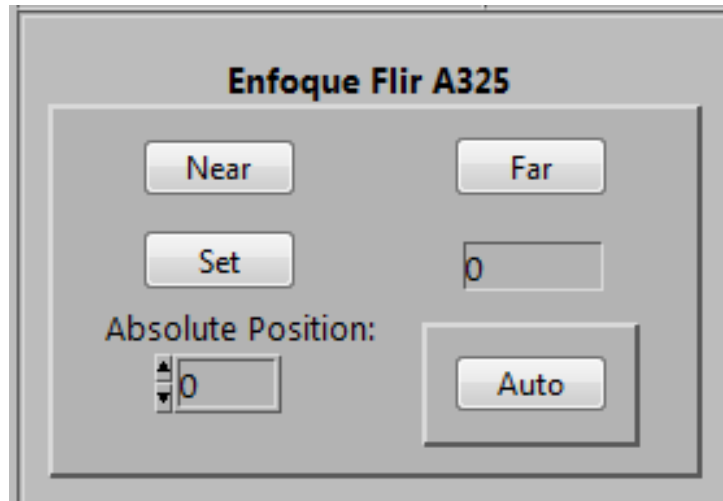 Enfoque Flir A325
Near
Far
Set
0
Absolute Position:
0
Auto